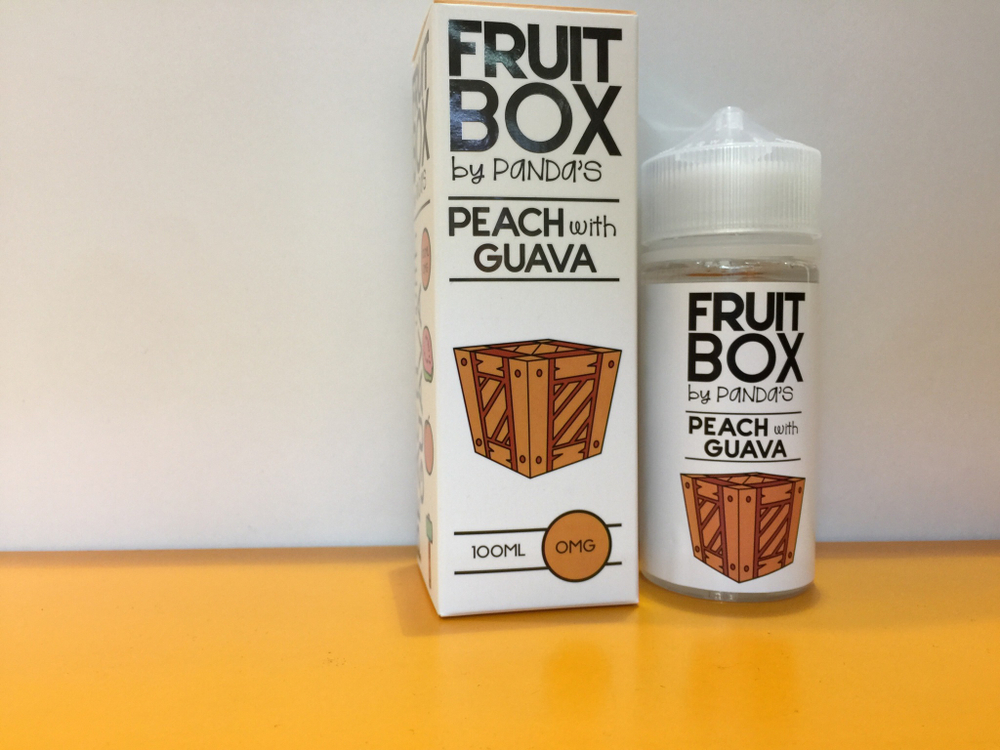 FRUIT
BOX
by PANDA'S
PEACH with
GUAVA
100ML
0MG
FRUIT
BOX
by PANDA'S
PEACH with
GUAVA